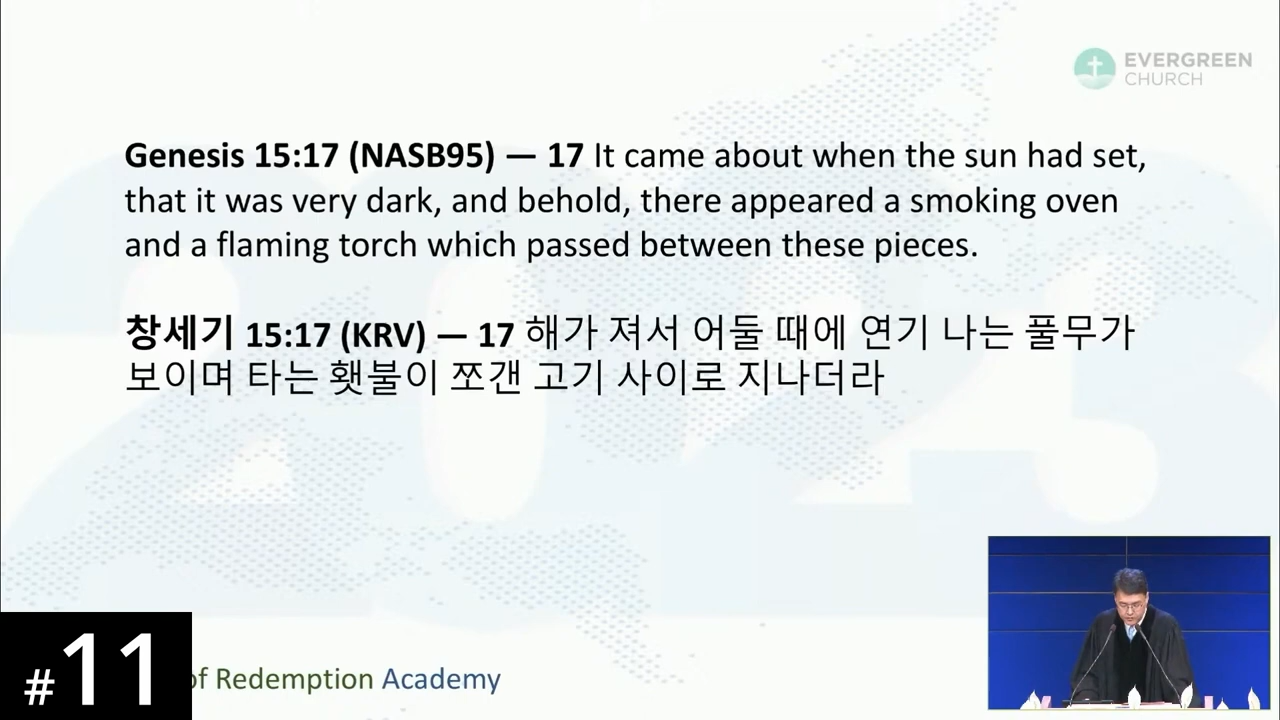 EVERGREEN
CHURCH
Genesis 15:17 (NASB95) — 17 It came about when the sun had set,
that it was very dark, and behold, there appeared a smoking oven
and a flaming torch which passed between these pieces.
창세기 15:17 (KRV) — 17 해가 져서 어둘 때에 연기 나는 풀무가
보이며 타는 횃불이 쪼갠 고기 사이로 지나더라
#11
of Redemption Academy